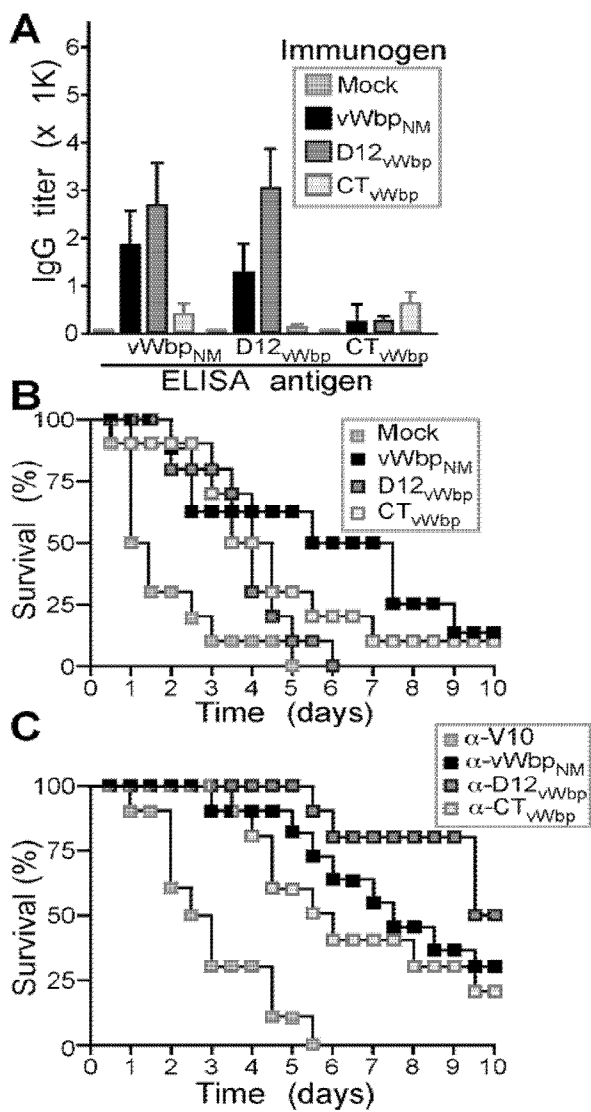 A
Immunogen
Mock
vWbpNM
D12vWbp
CTvWbp
IgG titer (x 1K)
6
5
4
3
2
1
0
vWbpNM D12vWbp CTvWbp
ELISA antigen
B
Mock
vWbpNM
D12vWbp
CTvWbp
Survival (%)
100
75
50
25
0
0 1 2 3 4 5 6 7 8 9 10
Time (days)
C
α-V10
α-vWbpNM
α-D12vWbp
α-CTvWbp
Survival (%)
100
75
50
25
0
0 1 2 3 4 5 6 7 8 9 10
Time (days)